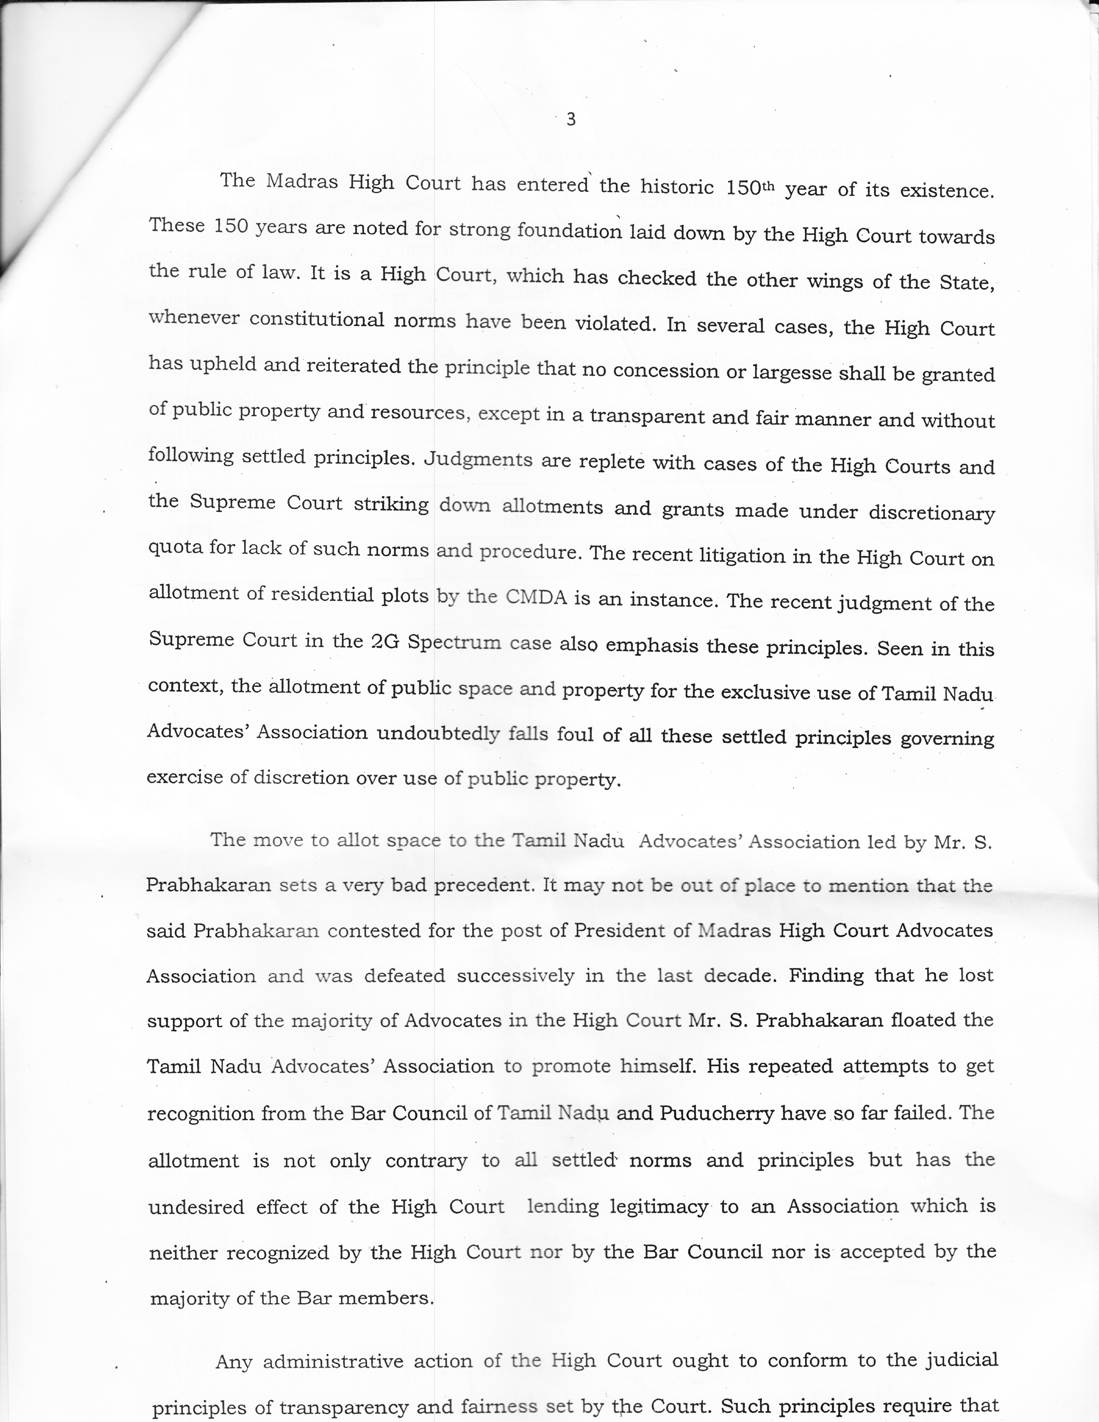 3
The Madras High Court has entered the historic 150th year of its existence.
These 150 years are noted for strong foundation laid down by the High Court towards
the rule of law. It is a High Court, which has checked the other wings of the State,
whenever constitutional norms have been violated. In several cases, the High Court
has upheld and reiterated the principle that no concession or largesse shall be granted
of public property and resources, except in a transparent and fair manner and without
following settled principles. Judgments are replete with cases of the High Courts and
the Supreme Court striking down allotments and grants made under discretionary
quota for lack of such norms and procedure. The recent litigation in the High Court on
allotment of residential plots by the CMDA is an instance. The recent judgment of the
Supreme Court in the 2G Spectrum case also emphasis these principles. Seen in this
context, the allotment of public space and property for the exclusive use of Tamil Nadu
Advocates' Association undoubtedly falls foul of all these settled principles governing
exercise of discretion over use of public property.
The move to allot space to the Tamil Nadu Advocates' Association led by Mr. S.
Prabhakaran sets a very bad precedent. It may not be out of place to mention that the
said Prabhakaran contested for the post of President of Madras High Court Advocates
Association and was defeated successively in the last decade. Finding that he lost
support of the majority of Advocates in the High Court Mr. S. Prabhakaran floated the
Tamil Nadu Advocates' Association to promote himself. His repeated attempts to get
recognition from the Bar Council of Tamil Nadu and Puducherry have so far failed. The
allotment is not only contrary to all settled norms and principles but has the
undesired effect of the High Court lending legitimacy to an Association which is
neither recognized by the High Court nor by the Bar Council nor is accepted by the
majority of the Bar members.
Any administrative action of the High Court ought to conform to the judicial
principles of transparency and fairness set by the Court. Such principles require that